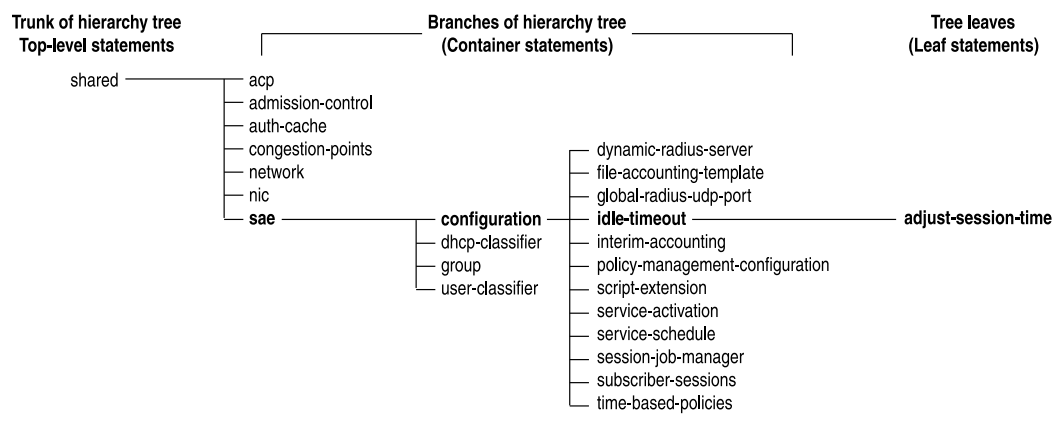 Trunk of hierarchy tree
Top-level statements
Branches of hierarchy tree
(Container statements)
Tree leaves
(Leaf statements)
shared
acp
admission-control
auth-cache
congestion-points
network
nic
sae
configuration
dhcp-classifier
group
user-classifier
dynamic-radius-server
file-accounting-template
global-radius-udp-port
idle-timeout
interim-accounting
policy-management-configuration
script-extension
service-activation
service-schedule
session-job-manager
subscriber-sessions
time-based-policies
adjust-session-time